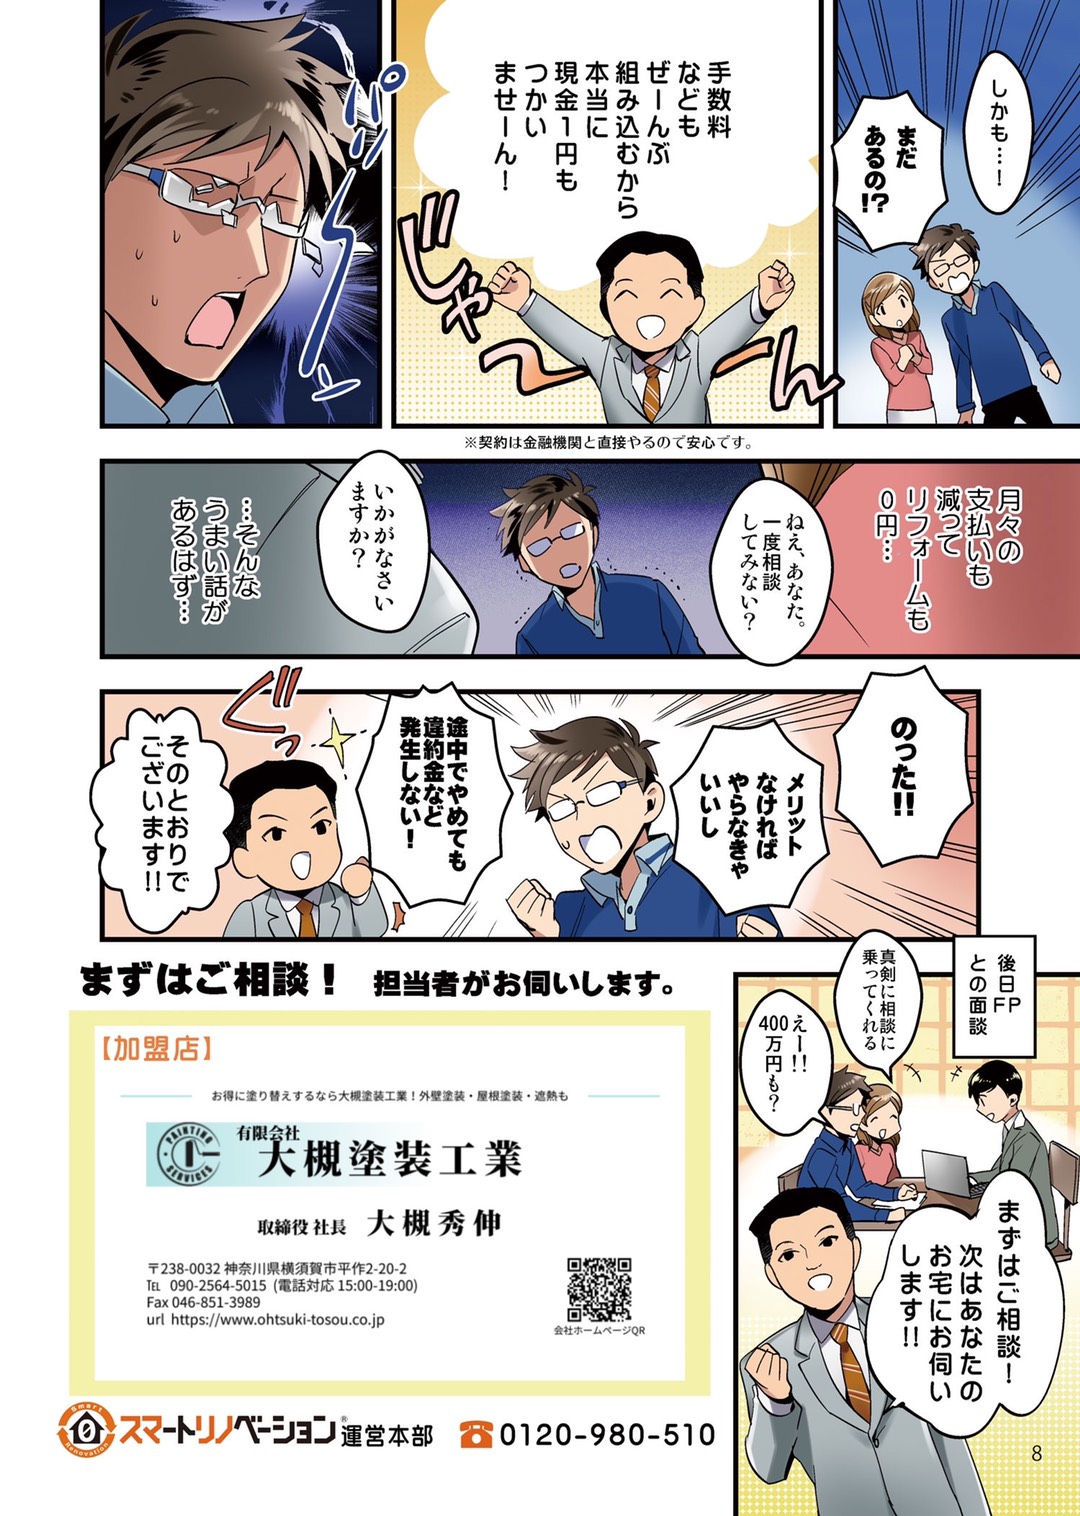 しかも…!
まだ
あるの!?
手数料
なども
ぜーんぶ
組み込むから
本当に
現金1円も
つかい
ませーん!
じゃ〜〜ん
※契約は金融機関と直接やるので安心です。
月々の
支払いも
減って
リフォームも
0円…
ねえ、あなた。
一度相談
してみない?
いかがなさい
ますか?
…そんな
うまい話が
あるはず…
のった!!
メリット
なければ
やらなきゃ
いいし
途中でやめても
違約金など
発生しない!
ぐっ
そのとおりで
ございます!!
後日FP
との面談
真剣に相談に
乗ってくれる
えー!!
400
万円も?
まずはご相談!
次はあなたの
お宅にお伺い
します!!
まずはご相談! 担当者がお伺いします。
【加盟店】
お得に塗り替えするなら大槻塗装工業!外壁塗装・屋根塗装・遮熱も
PAINTING
SERVICES
有限会社
大槻塗装工業
取締役 社長 大槻秀伸
〒238-0032 神奈川県横須賀市平作2-20-2
℡ 090-2564-5015 (電話対応 15:00-19:00)
Fax 046-851-3989
url https://www.ohtsuki-tosou.co.jp
会社ホームページQR
Smart
0
Renovation
スマートリノベーション®運営本部 ☎0120-980-510
8